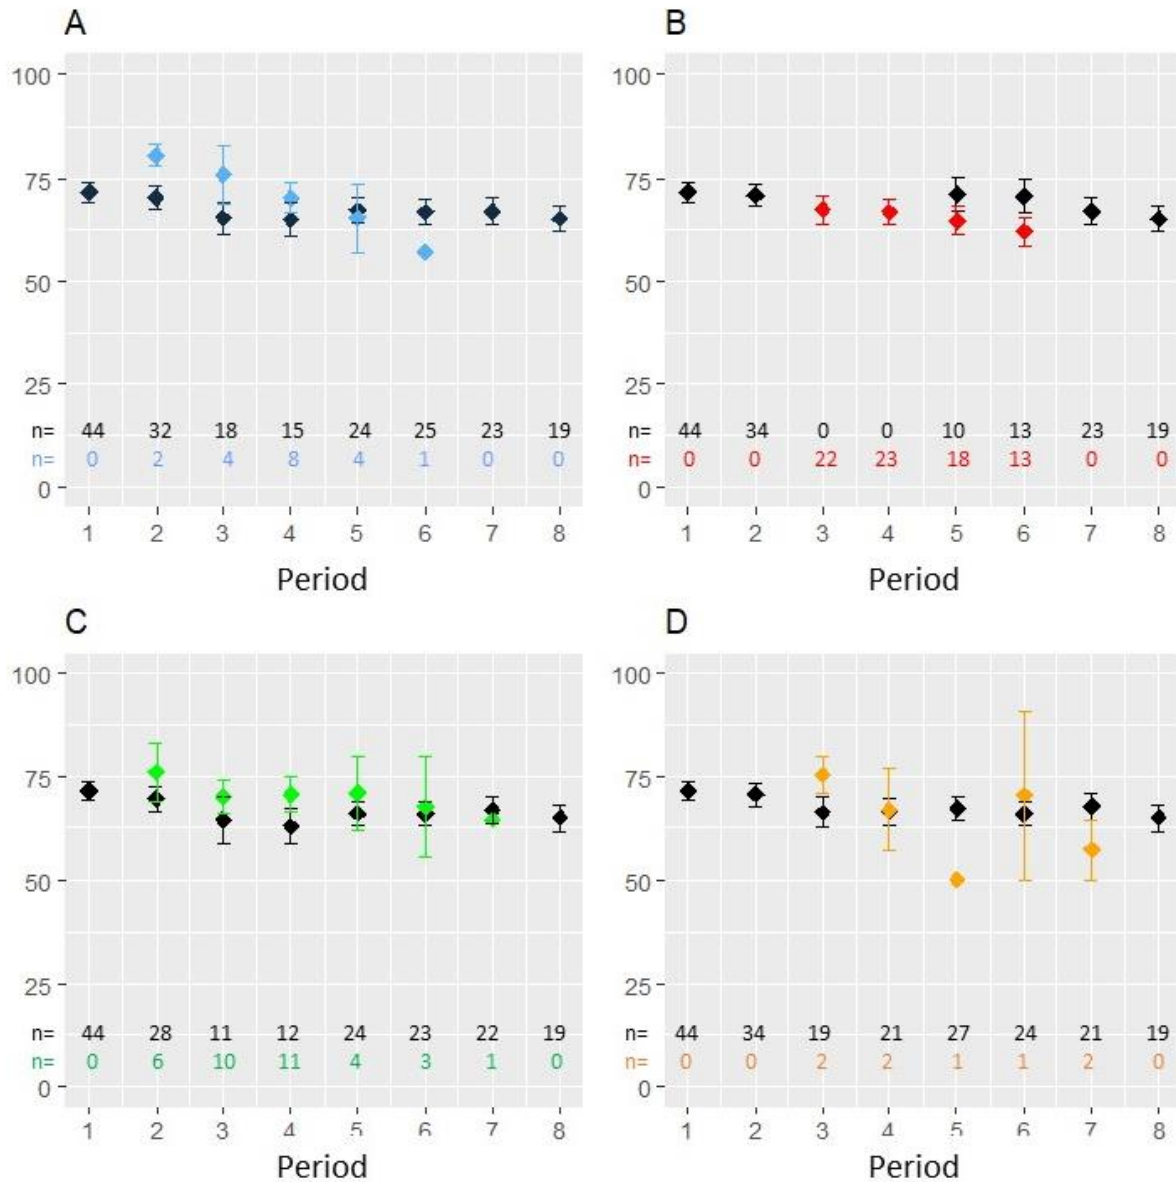 A
100
75
50
25
n= 44 32 18 15 24 25 23 19
n= 0 2 4 8 4 1 0 0
0
1 2 3 4 5 6 7 8
Period
B
100
75
50
25
n= 44 34 0 0 10 13 23 19
n= 0 0 22 23 18 13 0 0
0
1 2 3 4 5 6 7 8
Period
C
100
75
50
25
n= 44 28 11 12 24 23 22 19
n= 0 6 10 11 4 3 1 0
0
1 2 3 4 5 6 7 8
Period
D
100
75
50
25
n= 44 34 19 21 27 24 21 19
n= 0 0 2 2 1 1 2 0
0
1 2 3 4 5 6 7 8
Period